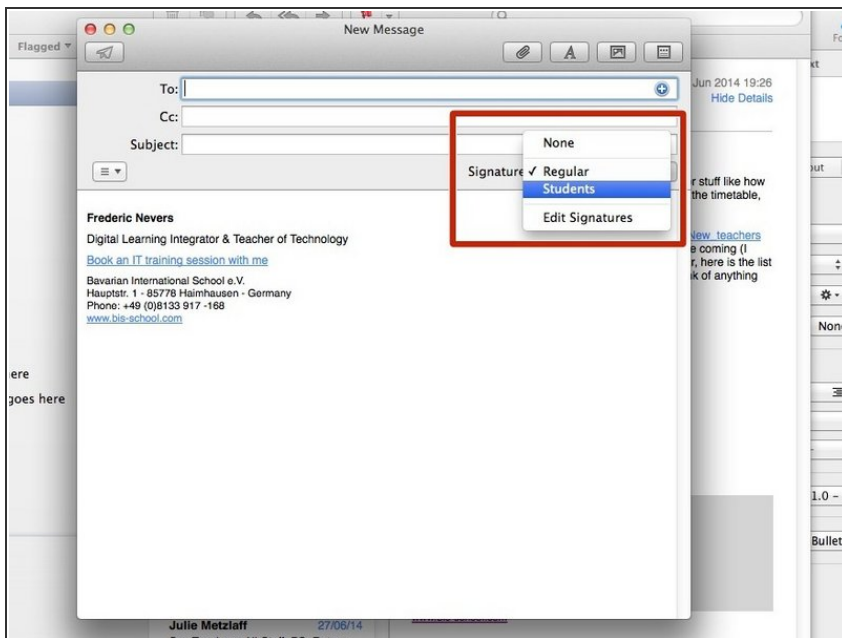 New Message
Flagged
To:
Cc:
Subject:
Signature
None
✓ Regular
Students
Edit Signatures
Frederic Nevers
Digital Learning Integrator & Teacher of Technology
Book an IT training session with me
Bavarian International School e.V.
Hauptstr. 1 - 85778 Haimhausen - Germany
Phone: +49 (0)8133 917 -168
www.bis-school.com
Jun 2014 19:26
Hide Details
r stuff like how
the timetable,
New_teachers
e coming (I
r, here is the list
k of anything
ere
goes here
1.0
Bullet
Julie Metzlaff
27/06/14